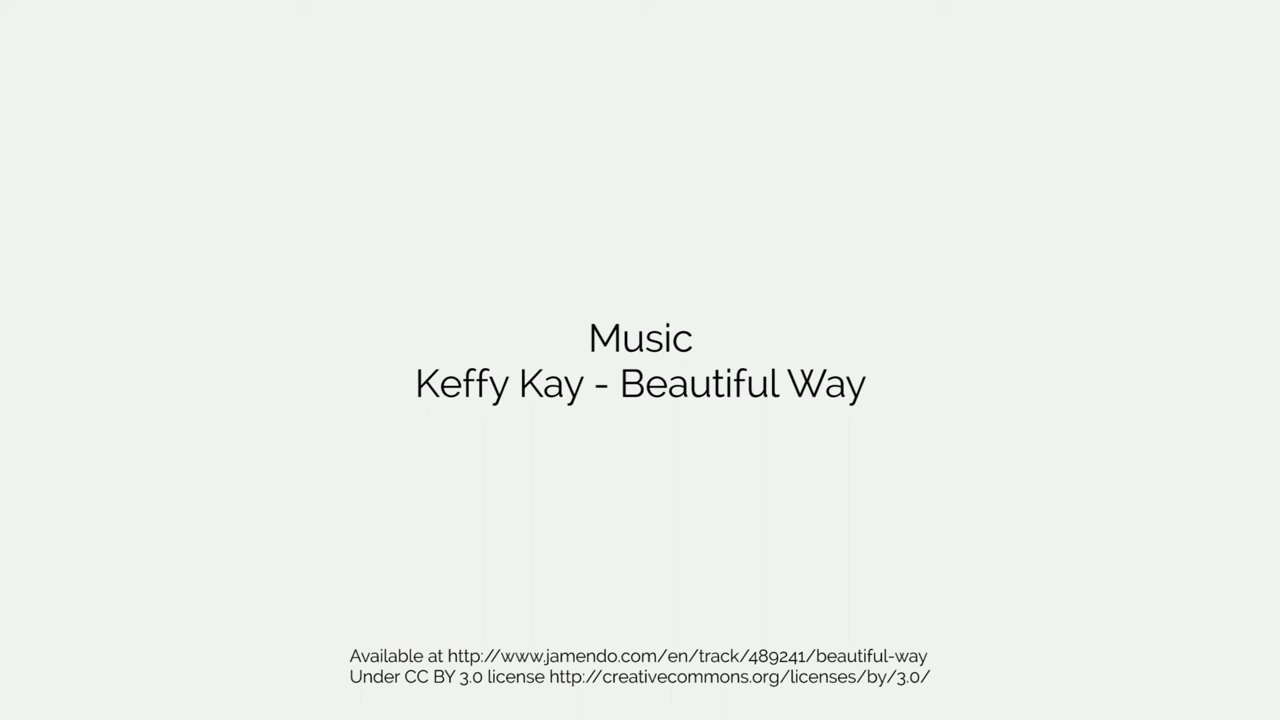 Music
Keffy Kay - Beautiful Way
Available at http://www.jamendo.com/en/track/489241/beautiful-way
Under CC BY 3.0 license http://creativecommons.org/licenses/by/3.0/